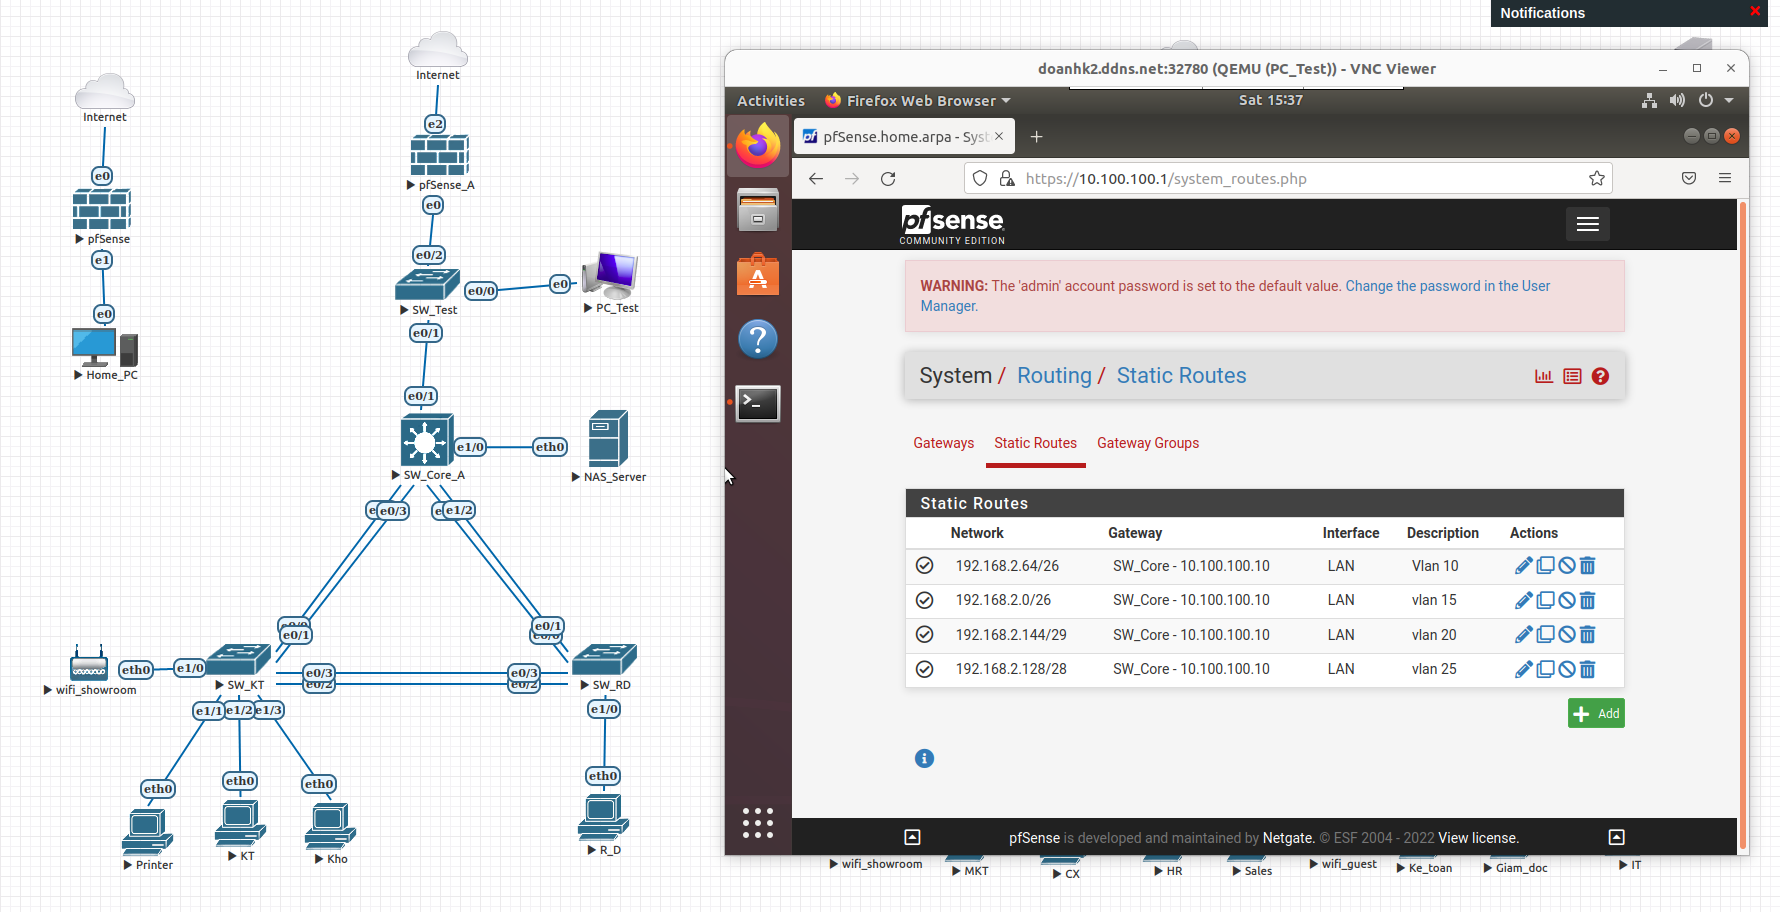 Notifications
Internet
e2
pfSense_A
e0
e0/2
SW_Test
e0/0
e0
PC_Test
e0/1
e0/1
SW_Core_A
e1/0
eth0
NAS_Server
Internet
e0
pfSense
e1
e0
Home_PC
e0/3
e1/2
e0/1
e0/1
wifi_showroom
eth0
e1/0
SW_KT
e0/3
e0/2
e0/3
e0/2
SW_RD
e1/1
e1/2
e1/3
e1/0
eth0
eth0
eth0
eth0
Printer
KT
Kho
R_D
doanhk2.ddns.net:32780 (QEMU (PC_Test)) - VNC Viewer
Activities
Firefox Web Browser
Sat 15:37
pfSense.home.arpa - Syst
https://10.100.100.1/system_routes.php
pfsense
COMMUNITY EDITION
WARNING: The 'admin' account password is set to the default value. Change the password in the User
Manager.
System / Routing / Static Routes
Gateways Static Routes Gateway Groups
Static Routes
Network Gateway Interface Description Actions
192.168.2.64/26 SW_Core - 10.100.100.10 LAN Vlan 10
192.168.2.0/26 SW_Core - 10.100.100.10 LAN vlan 15
192.168.2.144/29 SW_Core - 10.100.100.10 LAN vlan 20
192.168.2.128/28 SW_Core - 10.100.100.10 LAN vlan 25
Add
pfSense is developed and maintained by Netgate. © ESF 2004 - 2022 View license.
wifi_showroom
MKT
CX
HR
Sales
wifi_guest
Ke_toan
Giam_doc
IT